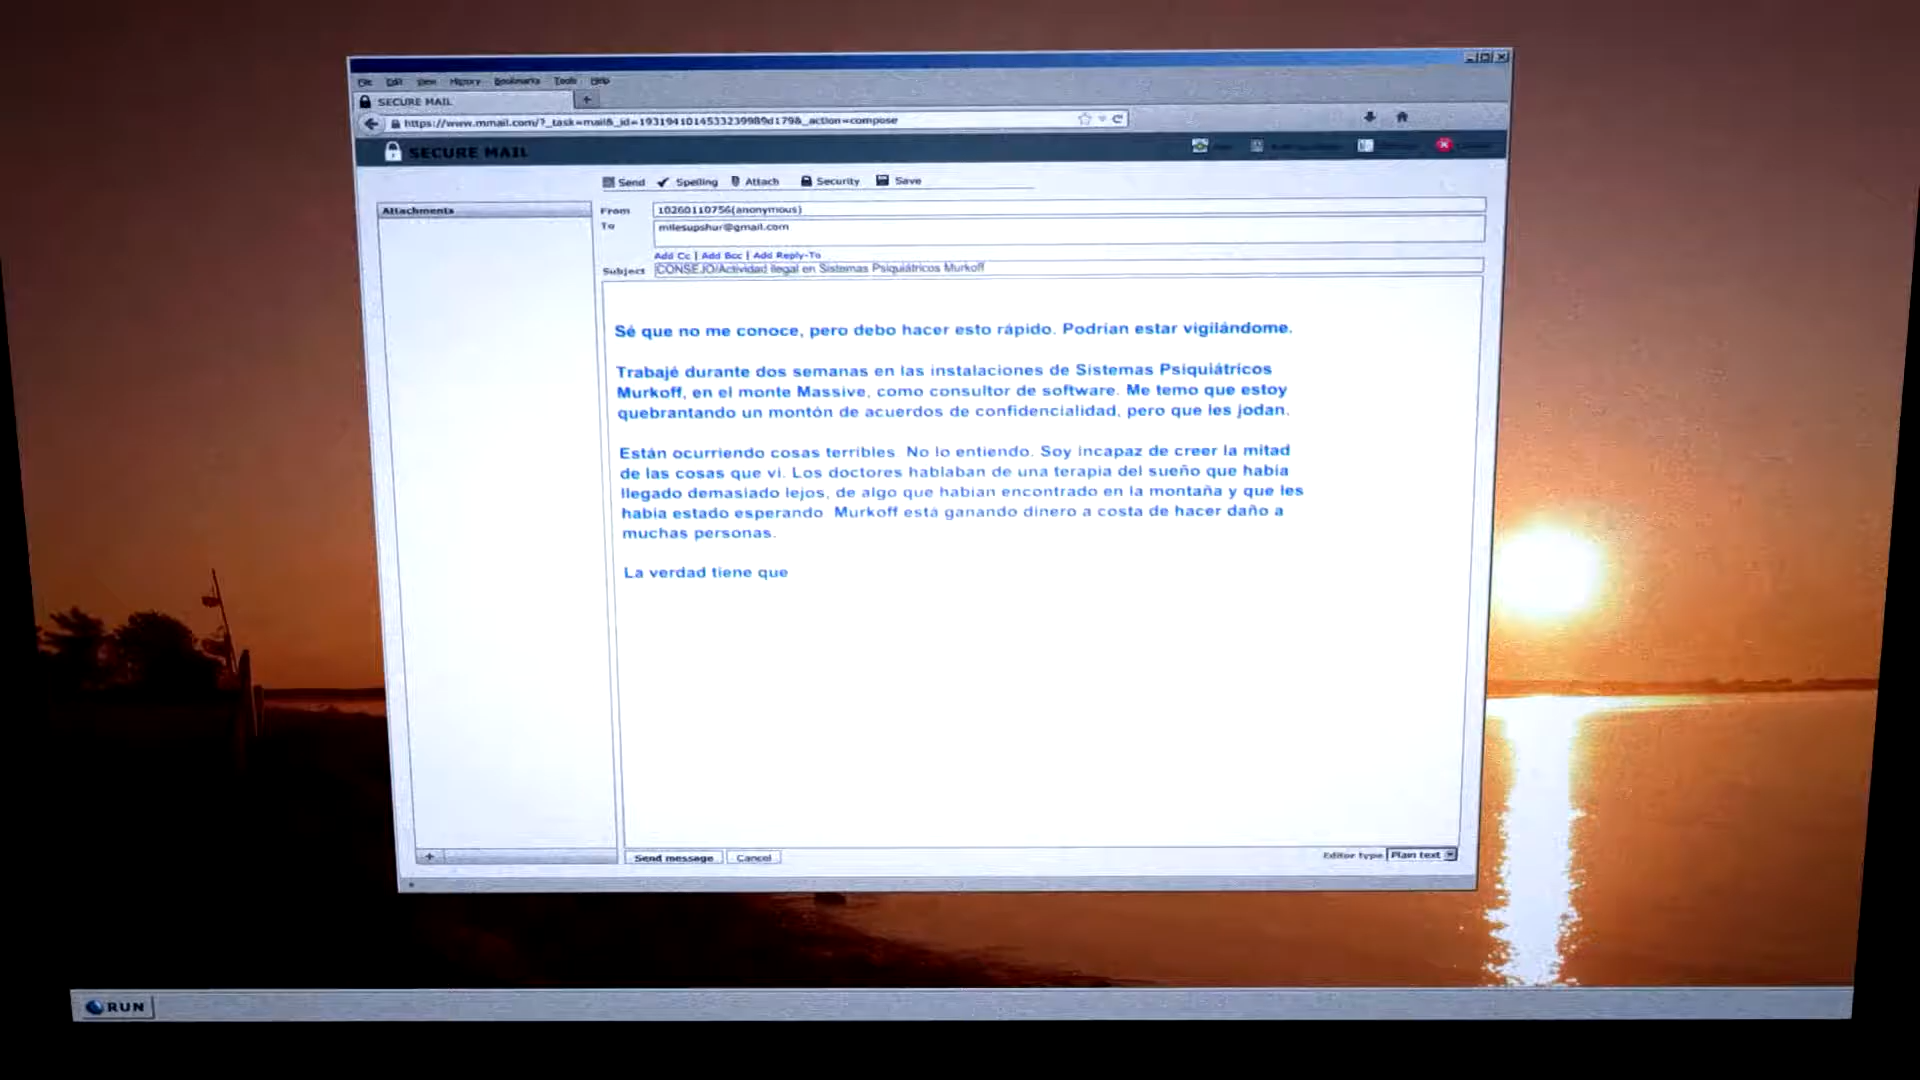 File Edit View History Bookmarks Tools Help
SECURE MAIL +
https://www.mmail.com/?_task=mail&_id=1931941014533239989d179&_action=compose
SECURE MAIL
Send Spelling Attach Security Save
Attachments
From 10260110756(anonymous)
To milesupshur@gmail.com
Add Cc | Add Bcc | Add Reply-To
Subject CONSEJO/Actividad ilegal en Sistemas Psiquiátricos Murkoff
Sé que no me conoce, pero debo hacer esto rápido. Podrían estar vigilándome.
Trabajé durante dos semanas en las instalaciones de Sistemas Psiquiátricos
Murkoff, en el monte Massive, como consultor de software. Me temo que estoy
quebrantando un montón de acuerdos de confidencialidad, pero que les jodan.
Están ocurriendo cosas terribles. No lo entiendo. Soy incapaz de creer la mitad
de las cosas que vi. Los doctores hablaban de una terapia del sueño que había
llegado demasiado lejos, de algo que habían encontrado en la montaña y que les
había estado esperando. Murkoff está ganando dinero a costa de hacer daño a
muchas personas.
La verdad tiene que
+
Send message Cancel
Editor type Plain text
RUN